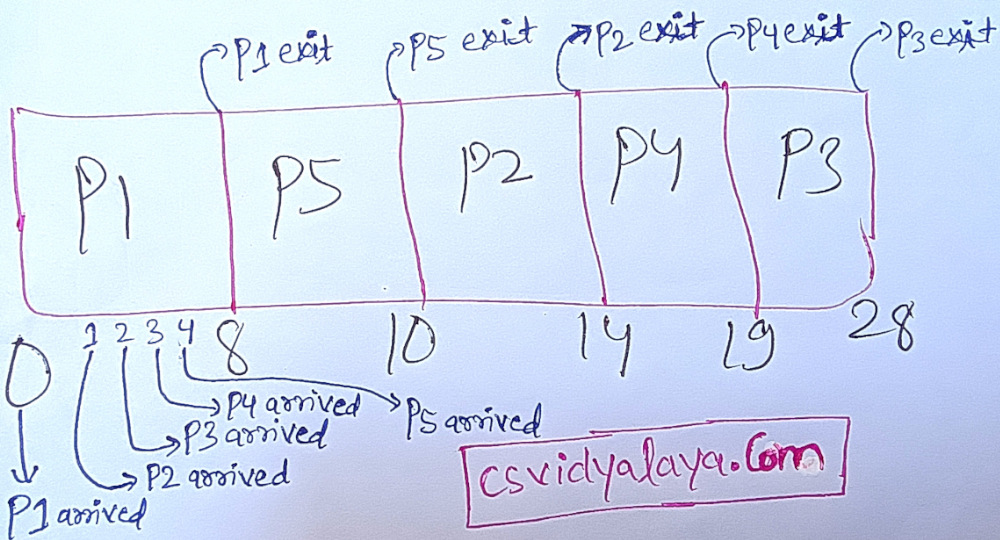 P1 exit P5 exit P2 exit P4 exit P3 exit
P1 P5 P2 P4 P3
0 1 2 3 4 8 10 14 19 28
P4 arrived P5 arrived
P3 arrived
P2 arrived
P1 arrived
csvidyalaya.Com